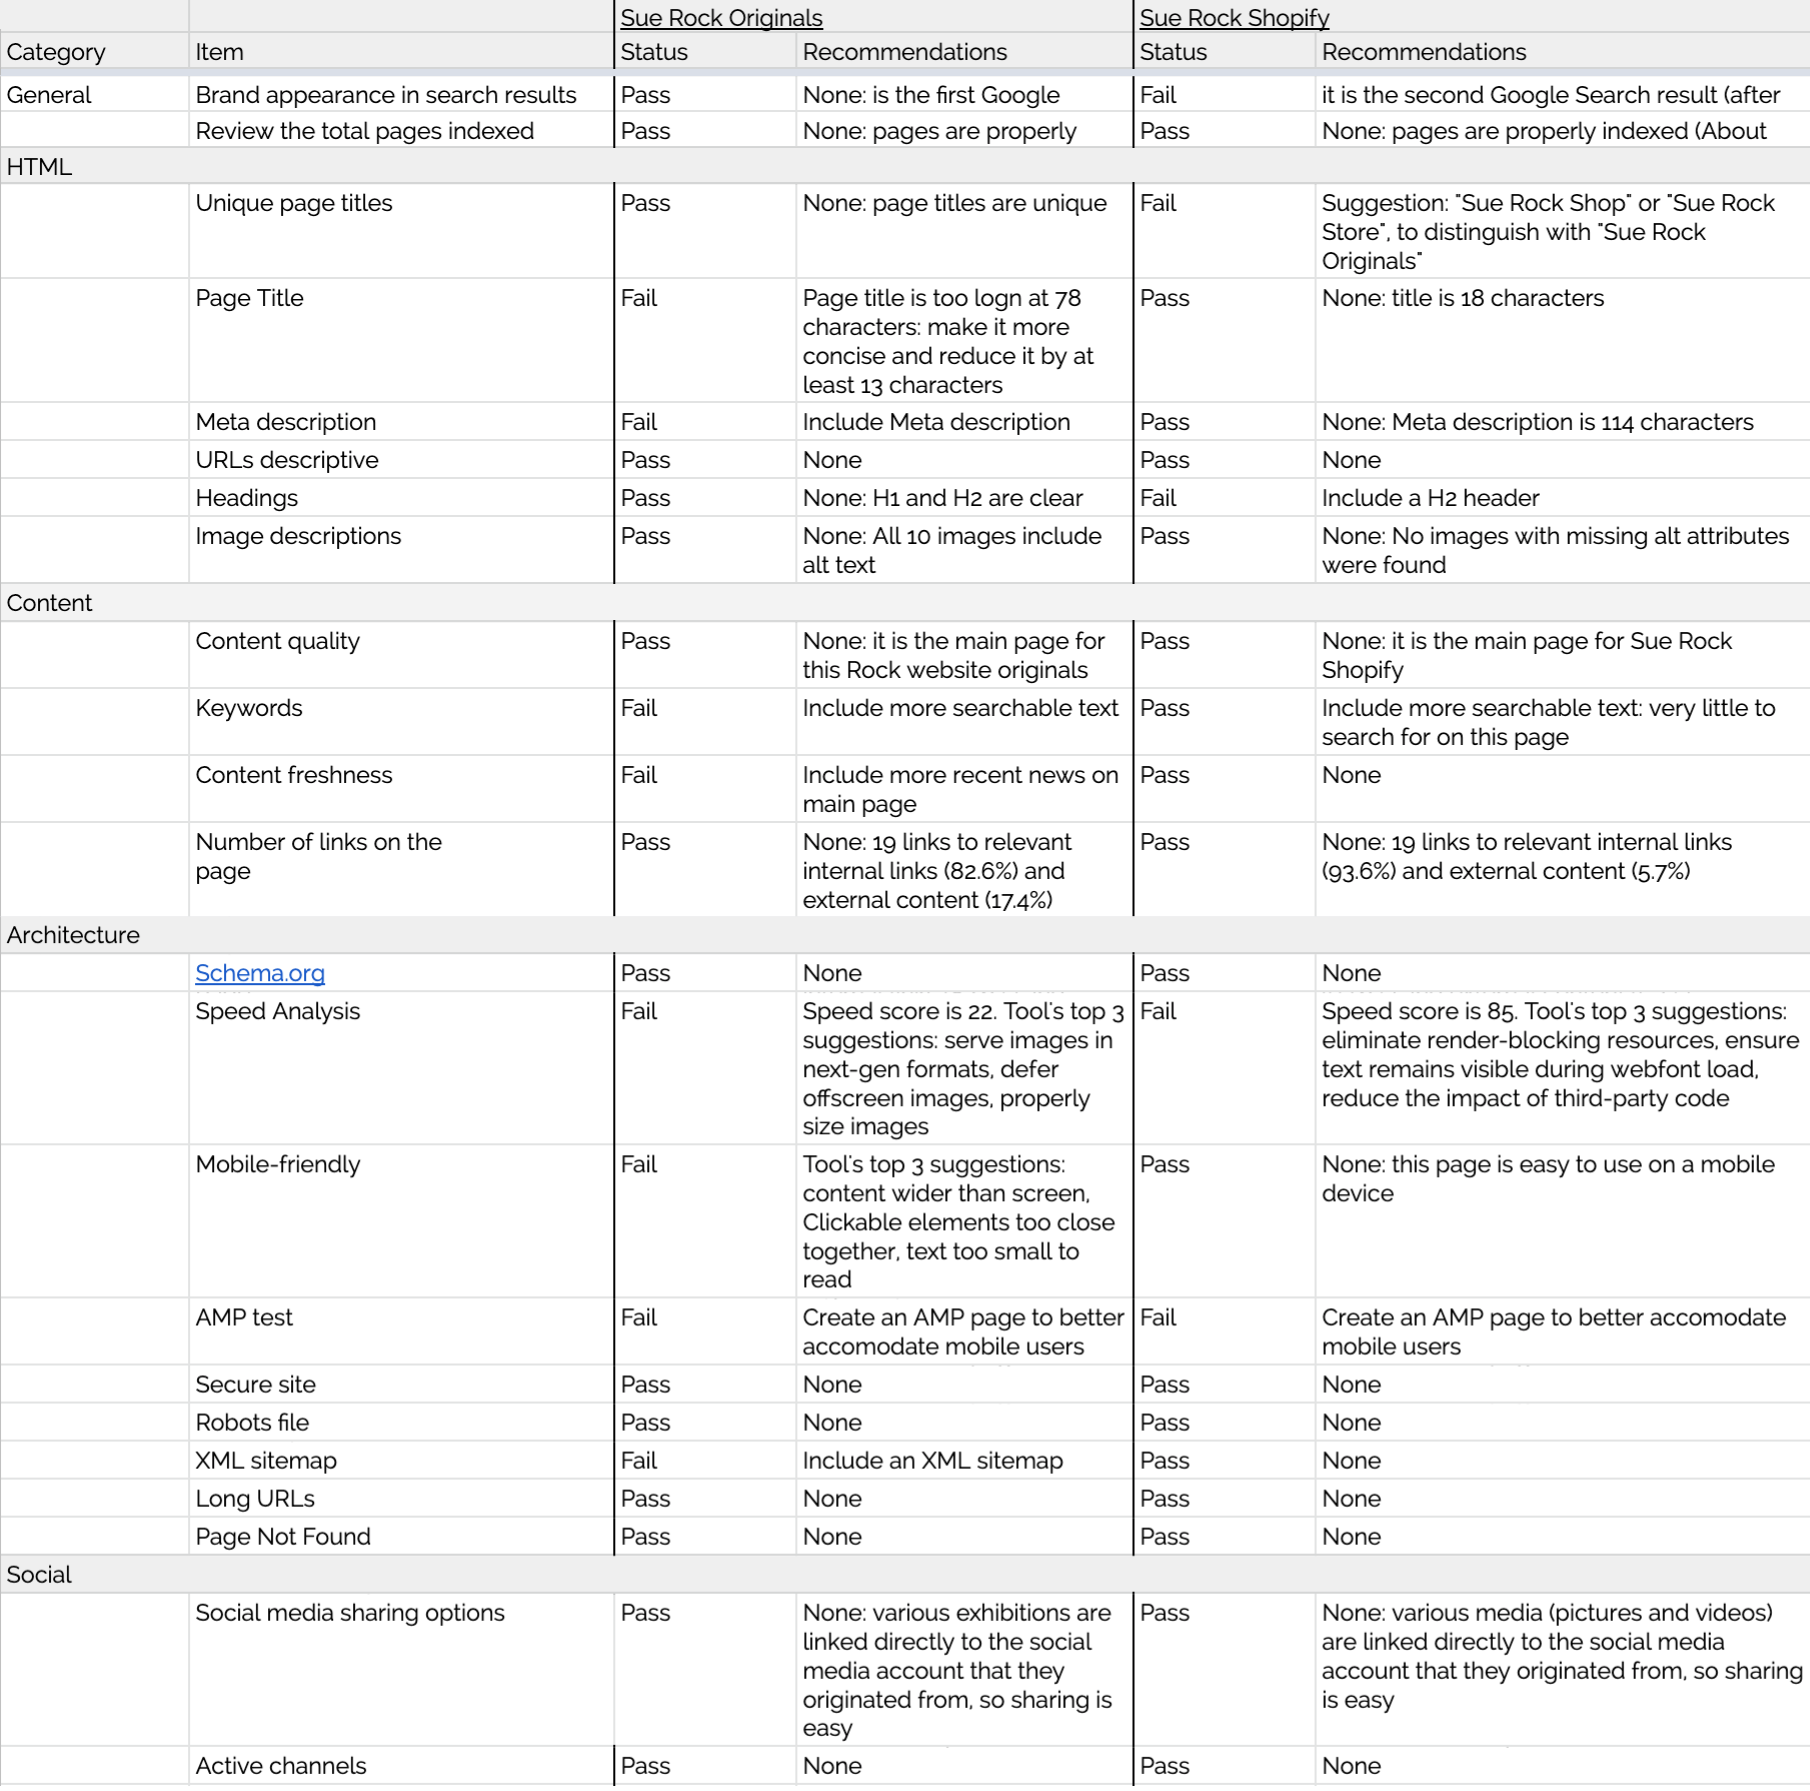 Sue Rock Originals Sue Rock Shopify
Category Item Status Recommendations Status Recommendations
General Brand appearance in search results Pass None: is the first Google Fail it is the second Google Search result (after
Review the total pages indexed Pass None: pages are properly Pass None: pages are properly indexed (About
HTML
Unique page titles Pass None: page titles are unique Fail Suggestion: "Sue Rock Shop" or "Sue Rock
Store", to distinguish with "Sue Rock
Originals"
Page Title Fail Page title is too logn at 78 Pass None: title is 18 characters
characters: make it more
concise and reduce it by at
least 13 characters
Meta description Fail Include Meta description Pass None: Meta description is 114 characters
URLs descriptive Pass None Pass None
Headings Pass None: H1 and H2 are clear Fail Include a H2 header
Image descriptions Pass None: All 10 images include Pass None: No images with missing alt attributes
alt text were found
Content
Content quality Pass None: it is the main page for Pass None: it is the main page for Sue Rock
this Rock website originals Shopify
Keywords Fail Include more searchable text Pass Include more searchable text: very little to
search for on this page
Content freshness Fail Include more recent news on Pass None
main page
Number of links on the Pass None: 19 links to relevant Pass None: 19 links to relevant internal links
page internal links (82.6%) and (93.6%) and external content (5.7%)
external content (17.4%)
Architecture
Schema.org Pass None Pass None
Speed Analysis Fail Speed score is 22. Tool's top 3 Fail Speed score is 85. Tool's top 3 suggestions:
suggestions: serve images in eliminate render-blocking resources, ensure
next-gen formats, defer text remains visible during webfont load,
offscreen images, properly reduce the impact of third-party code
size images
Mobile-friendly Fail Tool's top 3 suggestions: Pass None: this page is easy to use on a mobile
content wider than screen, device
Clickable elements too close
together, text too small to
read
AMP test Fail Create an AMP page to better Fail Create an AMP page to better accomodate
accomodate mobile users mobile users
Secure site Pass None Pass None
Robots file Pass None Pass None
XML sitemap Fail Include an XML sitemap Pass None
Long URLs Pass None Pass None
Page Not Found Pass None Pass None
Social
Social media sharing options Pass None: various exhibitions are Pass None: various media (pictures and videos)
linked directly to the social are linked directly to the social media
media account that they account that they originated from, so sharing
originated from, so sharing is is easy
easy
Active channels Pass None Pass None